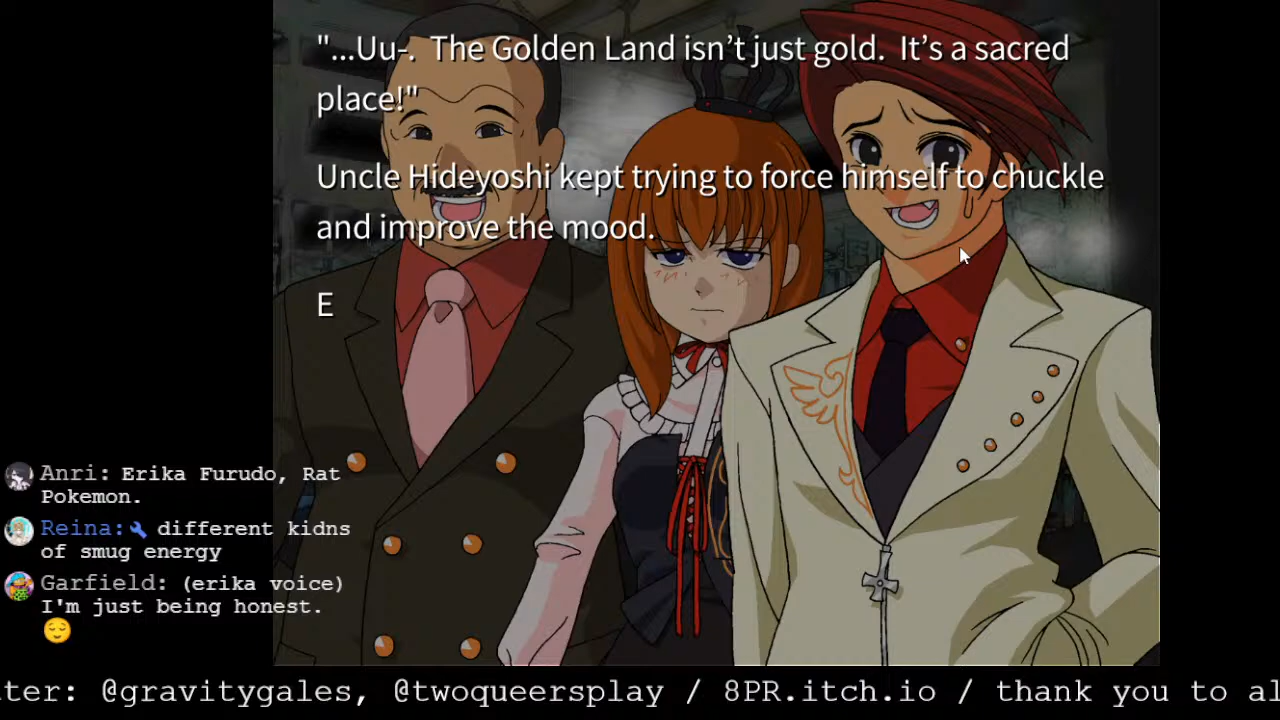 "...Uu-.  The Golden Land isn’t just gold.  It’s a sacred
place!"
Uncle Hideyoshi kept trying to force himself to chuckle
and improve the mood.
E
Anri: Erika Furudo, Rat
Pokemon.
Reina: different kidns
of smug energy
Garfield: (erika voice)
I'm just being honest.
tter: @gravitygales, @twoqueersplay / 8PR.itch.io / thank you to al